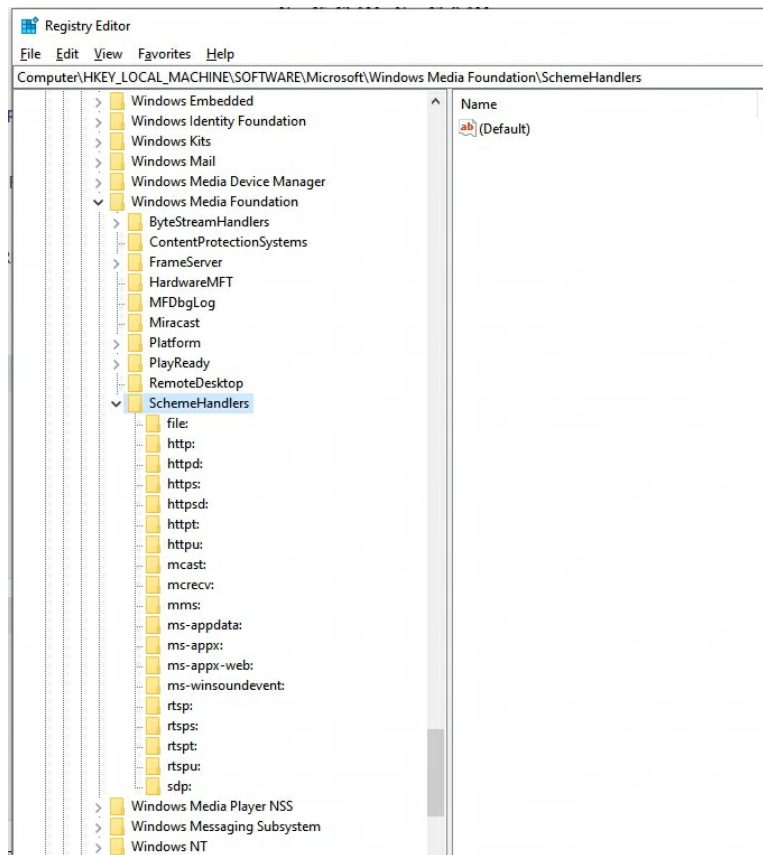 Registry Editor
File Edit View Favorites Help
Computer\HKEY_LOCAL_MACHINE\SOFTWARE\Microsoft\Windows Media Foundation\SchemeHandlers
Windows Embedded
Windows Identity Foundation
Windows Kits
Windows Mail
Windows Media Device Manager
Windows Media Foundation
ByteStreamHandlers
ContentProtectionSystems
FrameServer
HardwareMFT
MFDbgLog
Miracast
Platform
PlayReady
RemoteDesktop
SchemeHandlers
file:
http:
httpd:
https:
httpsd:
httpt:
httpu:
mcast:
mcrecv:
mms:
ms-appdata:
ms-appx:
ms-appx-web:
ms-winsoundevent:
rtsp:
rtsps:
rtspt:
rtspu:
sdp:
Windows Media Player NSS
Windows Messaging Subsystem
Windows NT
Name
ab (Default)